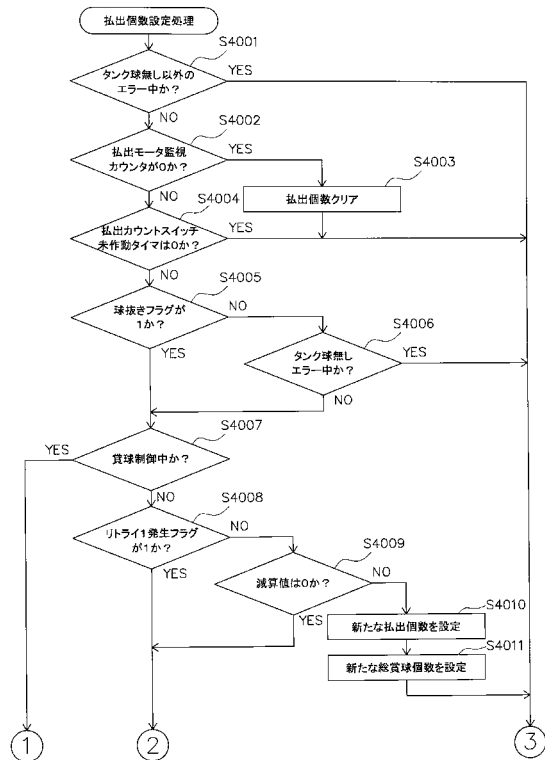 払出個数設定処理
S4001
タンク球無し以外の
エラー中か？
YES
NO
S4002
払出モータ監視
カウンタが0か？
YES
NO
S4003
払出個数クリア
S4004
払出カウントスイッチ
未作動タイマは0か？
YES
NO
S4005
球抜きフラグが
1か？
NO
YES
S4006
タンク球無し
エラー中か？
YES
NO
S4007
賞球制御中か？
YES
NO
S4008
リトライ1発生フラグ
が1か？
NO
YES
S4009
減算値は0か？
NO
YES
S4010
新たな払出個数を設定
S4011
新たな総賞球個数を設定
1
2
3